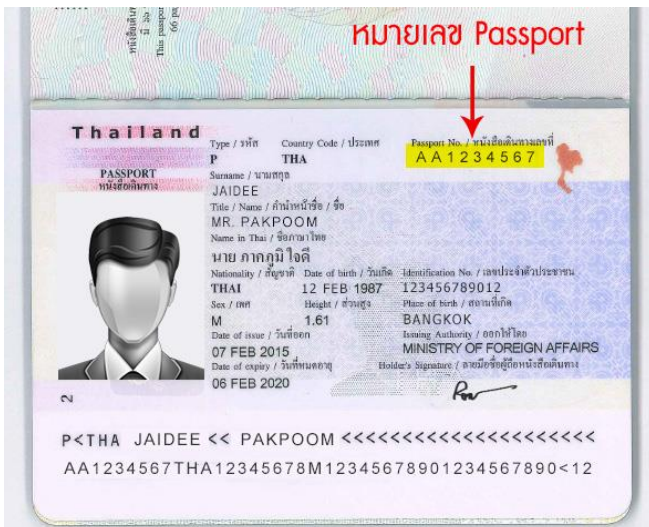 หมายเลข Passport
This passpor
66 pa
Thailand
Type / รหัส Country Code / ประเทศ Passport No. / หนังสือเดินทางเลขที่
P THA AA1234567
PASSPORT
หนังสือเดินทาง
Surname / นามสกุล
JAIDEE
Title / Name / คำนำหน้าชื่อ / ชื่อ
MR. PAKPOOM
Name in Thai / ชื่อภาษาไทย
นาย ภาคภูมิ ใจดี
Nationality / สัญชาติ Date of birth / วันเกิด Identification No. / เลขประจำตัวประชาชน
THAI 12 FEB 1987 123456789012
Sex / เพศ Height / ส่วนสูง Place of birth / สถานที่เกิด
M 1.61 BANGKOK
Date of issue / วันที่ออก Issuing Authority / ออกให้โดย
07 FEB 2015 MINISTRY OF FOREIGN AFFAIRS
Date of expiry / วันที่หมดอายุ Holder's Signature / ลายมือชื่อผู้ถือหนังสือเดินทาง
06 FEB 2020
2
P<THA JAIDEE << PAKPOOM <<<<<<<<<<<<<<<<<<<<<<
AA1234567THA12345678M12345678901234567890<12